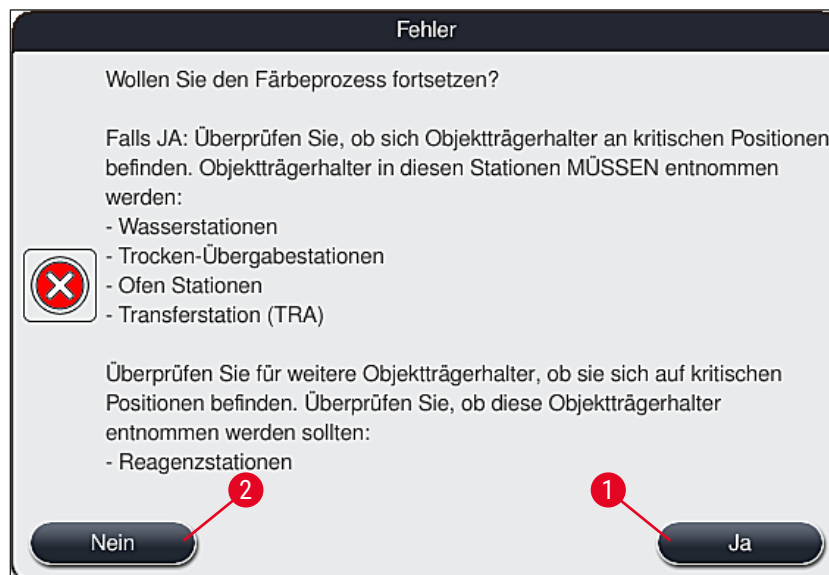 Fehler
Wollen Sie den Färbeprozess fortsetzen?
Falls JA: Überprüfen Sie, ob sich Objektträgerhalter an kritischen Positionen
befinden. Objektträgerhalter in diesen Stationen MÜSSEN entnommen
werden:
- Wasserstationen
- Trocken-Übergabestationen
- Ofen Stationen
- Transferstation (TRA)
Überprüfen Sie für weitere Objektträgerhalter, ob sie sich auf kritischen
Positionen befinden. Überprüfen Sie, ob diese Objektträgerhalter
entnommen werden sollten:
- Reagenzstationen
2 1
Nein Ja